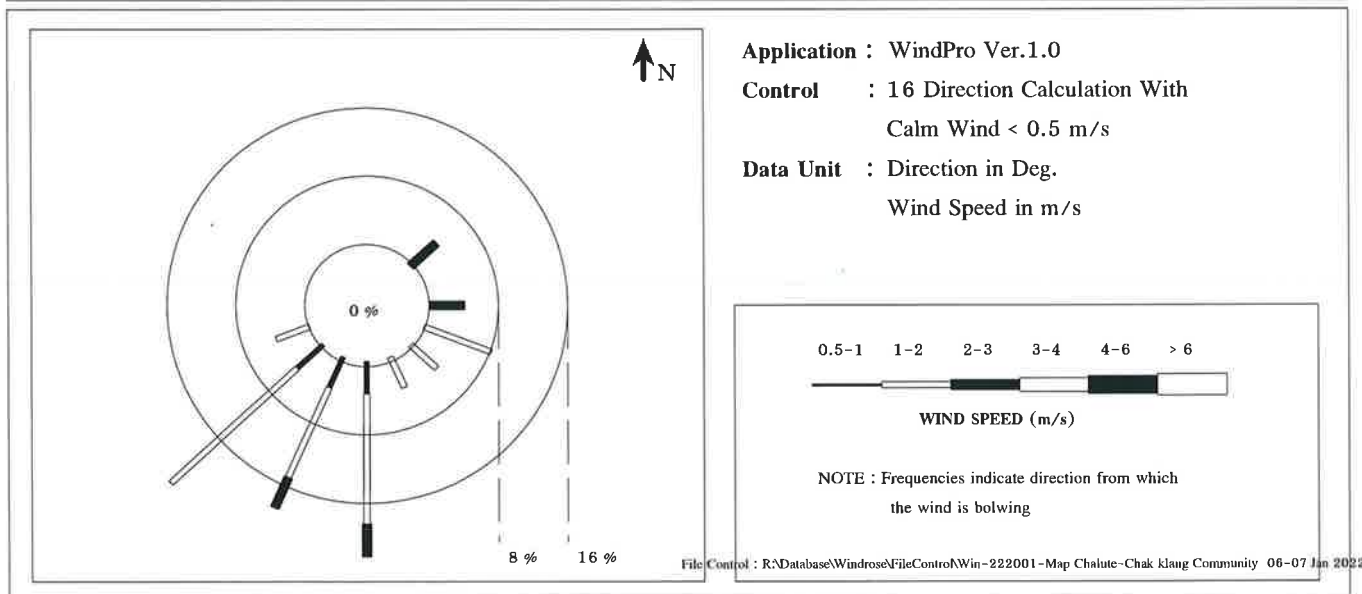 N
0 %
8 %
16 %
Application : WindPro Ver.1.0
Control : 16 Direction Calculation With
Calm Wind < 0.5 m/s
Data Unit : Direction in Deg.
Wind Speed in m/s
0.5-1 1-2 2-3 3-4 4-6 > 6
WIND SPEED (m/s)
NOTE : Frequencies indicate direction from which
the wind is bolwing
File Control : R:\Database\Windrose\FileControl\Win-222001-Map Chalute-Chak klang Community 06-07 Jan 2022